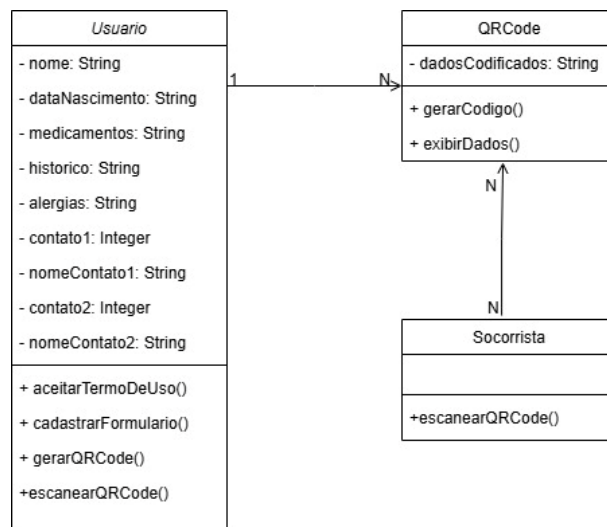 Usuario
- nome: String
- dataNascimento: String
- medicamentos: String
- historico: String
- alergias: String
- contato1: Integer
- nomeContato1: String
- contato2: Integer
- nomeContato2: String
+ aceitarTermoDeUso()
+ cadastrarFormulario()
+ gerarQRCode()
+escanearQRCode()
1
N
QRCode
- dadosCodificados: String
+ gerarCodigo()
+ exibirDados()
N
N
Socorrista
+escanearQRCode()